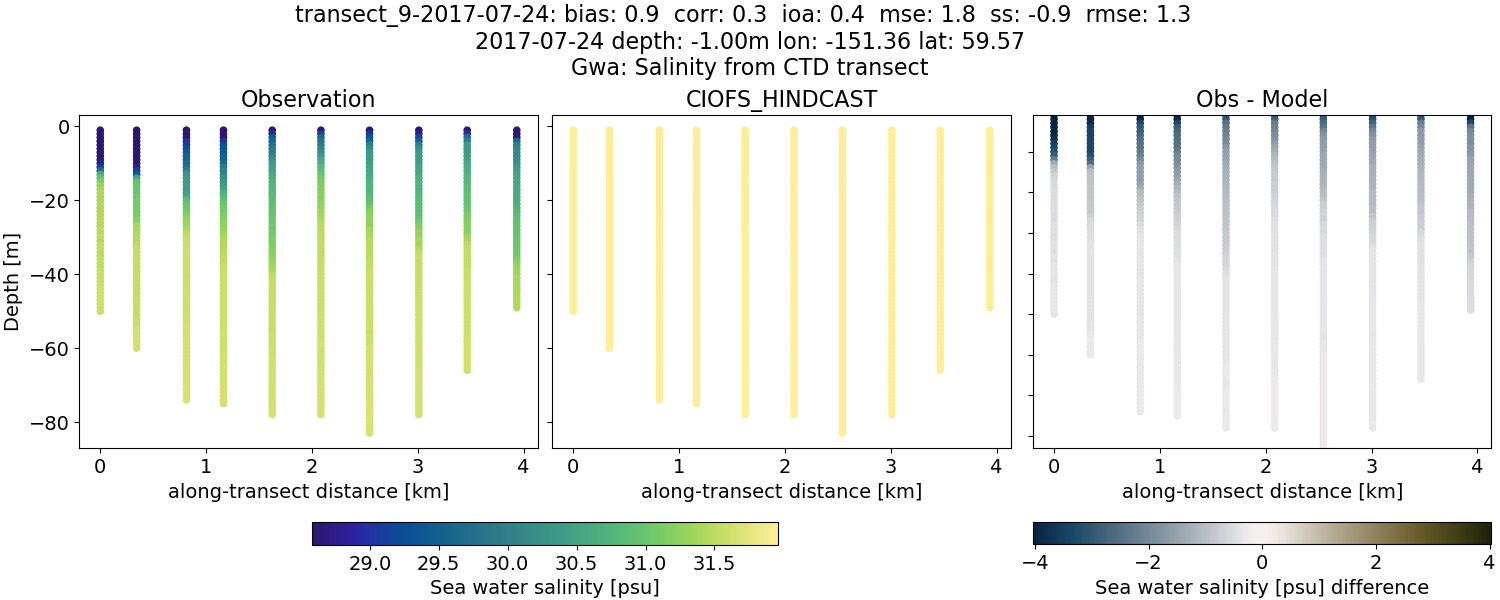 transect_9-2017-07-24: bias: 0.9  corr: 0.3  ioa: 0.4  mse: 1.8  ss: -0.9  rmse: 1.3
2017-07-24 depth: -1.00m lon: -151.36 lat: 59.57
Gwa: Salinity from CTD transect
Observation
CIOFS_HINDCAST
Obs - Model
Depth [m]
0
−20
−40
−60
−80
0 1 2 3 4
0 1 2 3 4
0 1 2 3 4
along-transect distance [km]
along-transect distance [km]
along-transect distance [km]
29.0 29.5 30.0 30.5 31.0 31.5
Sea water salinity [psu]
−4 −2 0 2 4
Sea water salinity [psu] difference